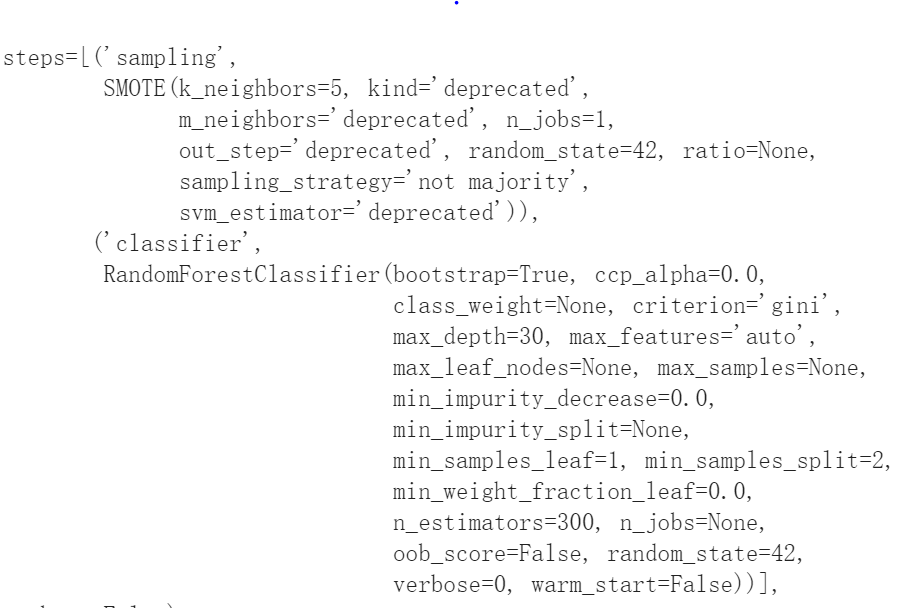 steps=[('sampling',
SMOTE(k_neighbors=5, kind='deprecated',
m_neighbors='deprecated', n_jobs=1,
out_step='deprecated', random_state=42, ratio=None,
sampling_strategy='not majority',
svm_estimator='deprecated')),
('classifier',
RandomForestClassifier(bootstrap=True, ccp_alpha=0.0,
class_weight=None, criterion='gini',
max_depth=30, max_features='auto',
max_leaf_nodes=None, max_samples=None,
min_impurity_decrease=0.0,
min_impurity_split=None,
min_samples_leaf=1, min_samples_split=2,
min_weight_fraction_leaf=0.0,
n_estimators=300, n_jobs=None,
oob_score=False, random_state=42,
verbose=0, warm_start=False))],